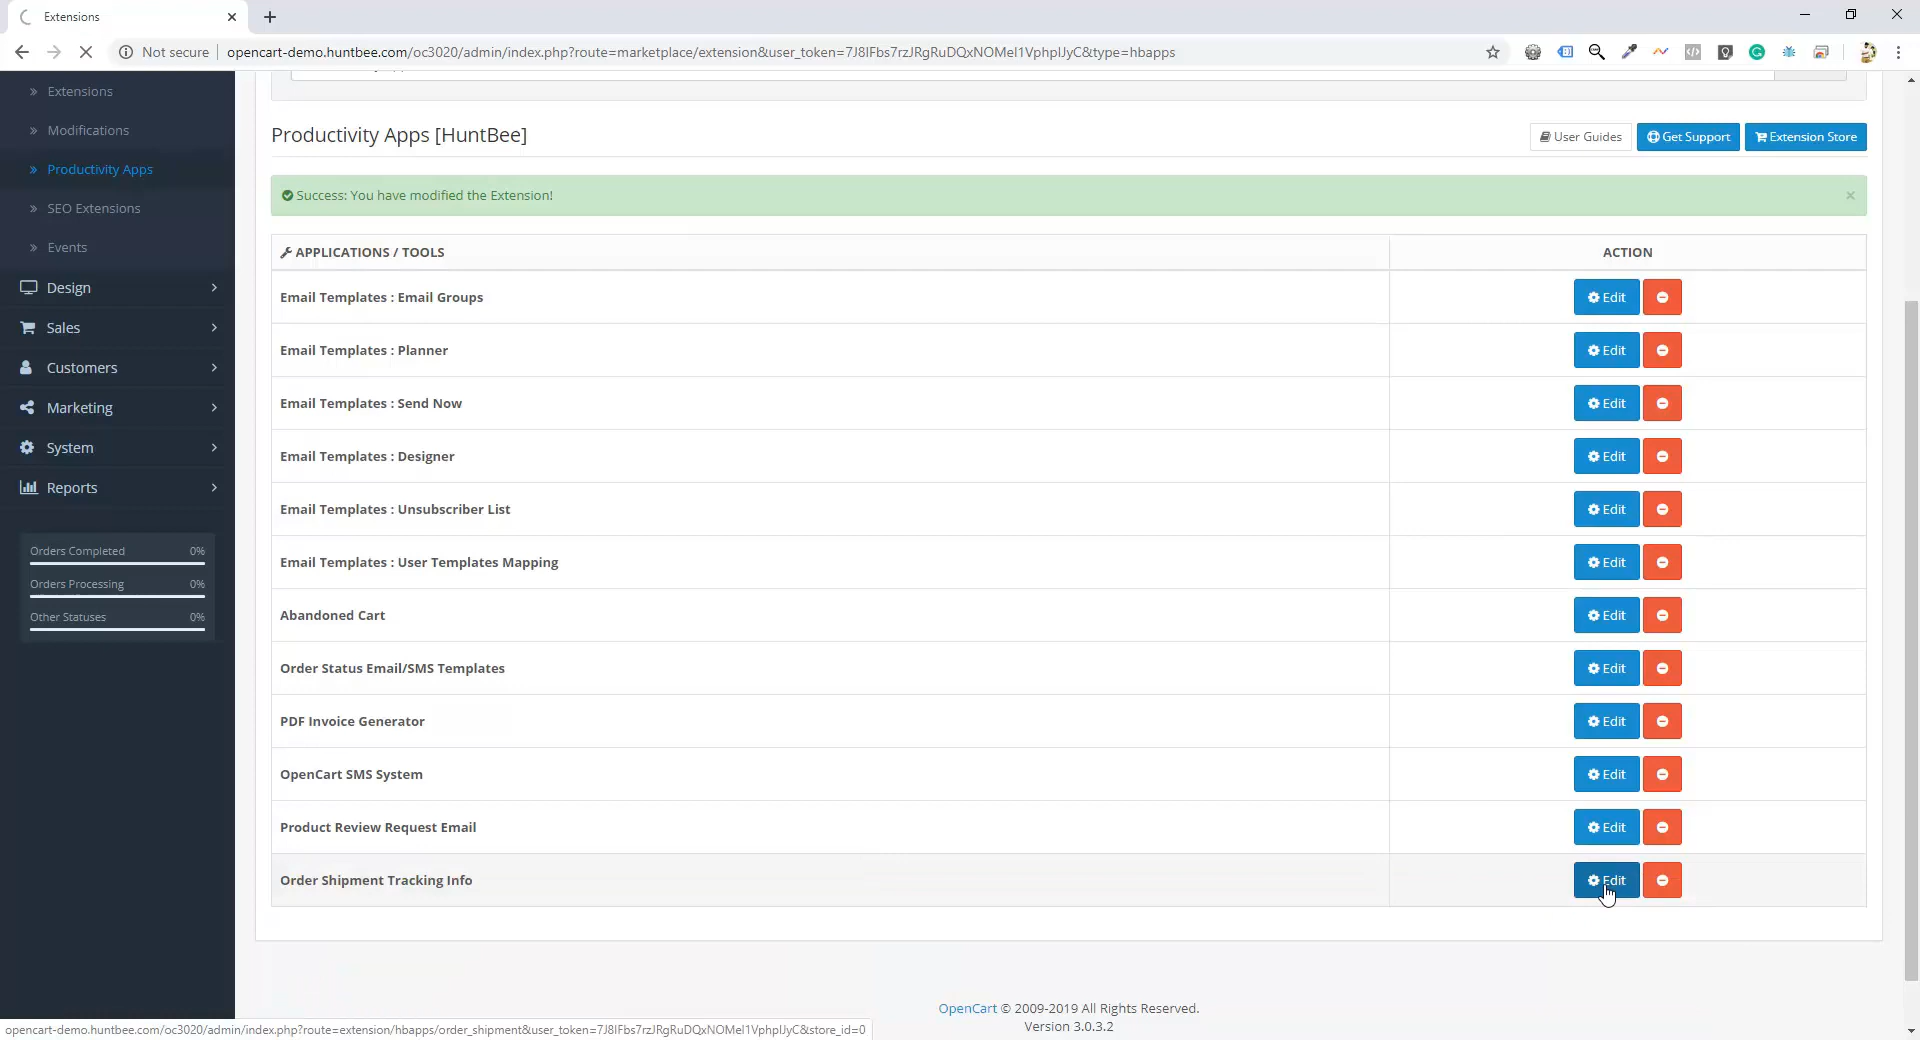 Extensions
Not secure
opencart-demo.huntbee.com/oc3020/admin/index.php?route=marketplace/extension&user_token=7J8IFbs7rzJRgRuDQxNOMeI1VphpIJyC&type=hbapps
Extensions
Modifications
Productivity Apps
SEO Extensions
Events
Design
Sales
Customers
Marketing
System
Reports
Orders Completed 0%
Orders Processing 0%
Other Statuses 0%
Productivity Apps [HuntBee]
User Guides
Get Support
Extension Store
Success: You have modified the Extension!
×
APPLICATIONS / TOOLS ACTION
Email Templates : Email Groups Edit
Email Templates : Planner Edit
Email Templates : Send Now Edit
Email Templates : Designer Edit
Email Templates : Unsubscriber List Edit
Email Templates : User Templates Mapping Edit
Abandoned Cart Edit
Order Status Email/SMS Templates Edit
PDF Invoice Generator Edit
OpenCart SMS System Edit
Product Review Request Email Edit
Order Shipment Tracking Info Edit
OpenCart © 2009-2019 All Rights Reserved.
Version 3.0.3.2
opencart-demo.huntbee.com/oc3020/admin/index.php?route=extension/hbapps/order_shipment&user_token=7J8IFbs7rzJRgRuDQxNOMeI1VphpIJyC&store_id=0